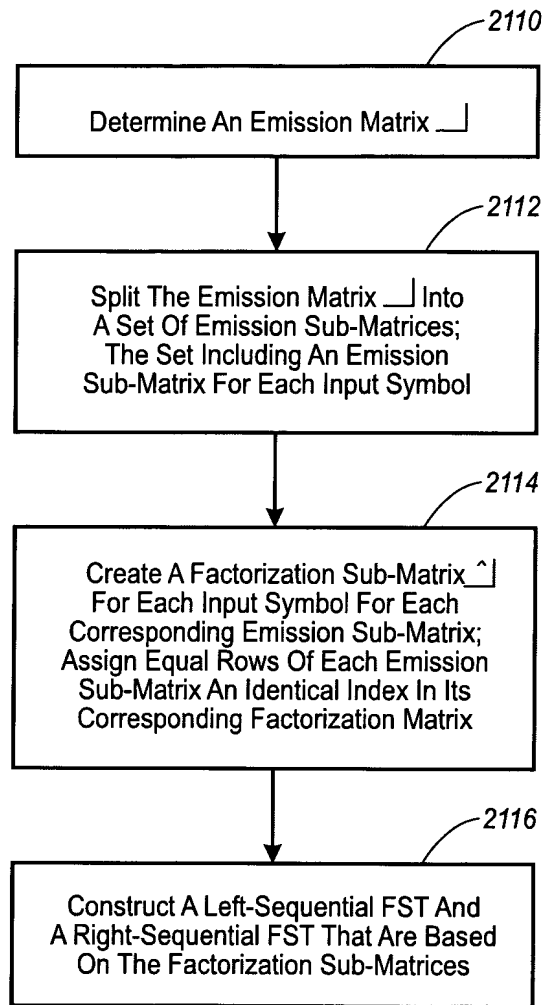 2110
Determine An Emission Matrix __|
2112
Split The Emission Matrix __| Into
A Set Of Emission Sub-Matrices;
The Set Including An Emission
Sub-Matrix For Each Input Symbol
2114
Create A Factorization Sub-Matrix _^|
For Each Input Symbol For Each
Corresponding Emission Sub-Matrix;
Assign Equal Rows Of Each Emission
Sub-Matrix An Identical Index In Its
Corresponding Factorization Matrix
2116
Construct A Left-Sequential FST And
A Right-Sequential FST That Are Based
On The Factorization Sub-Matrices